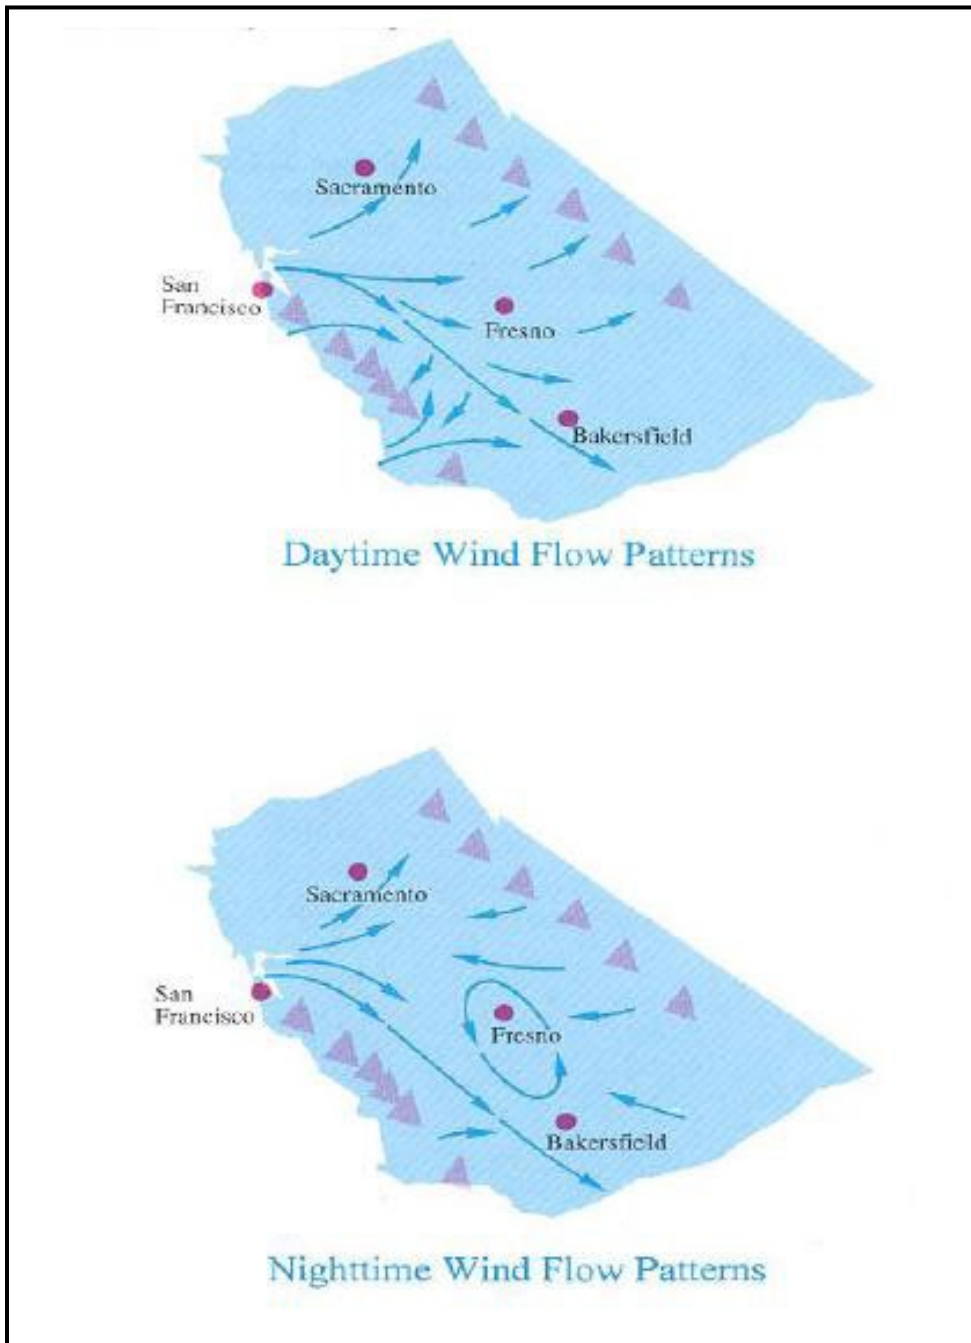 Sacramento
San
Francisco
Fresno
Bakersfield
Daytime Wind Flow Patterns
Sacramento
San
Francisco
Fresno
Bakersfield
Nighttime Wind Flow Patterns